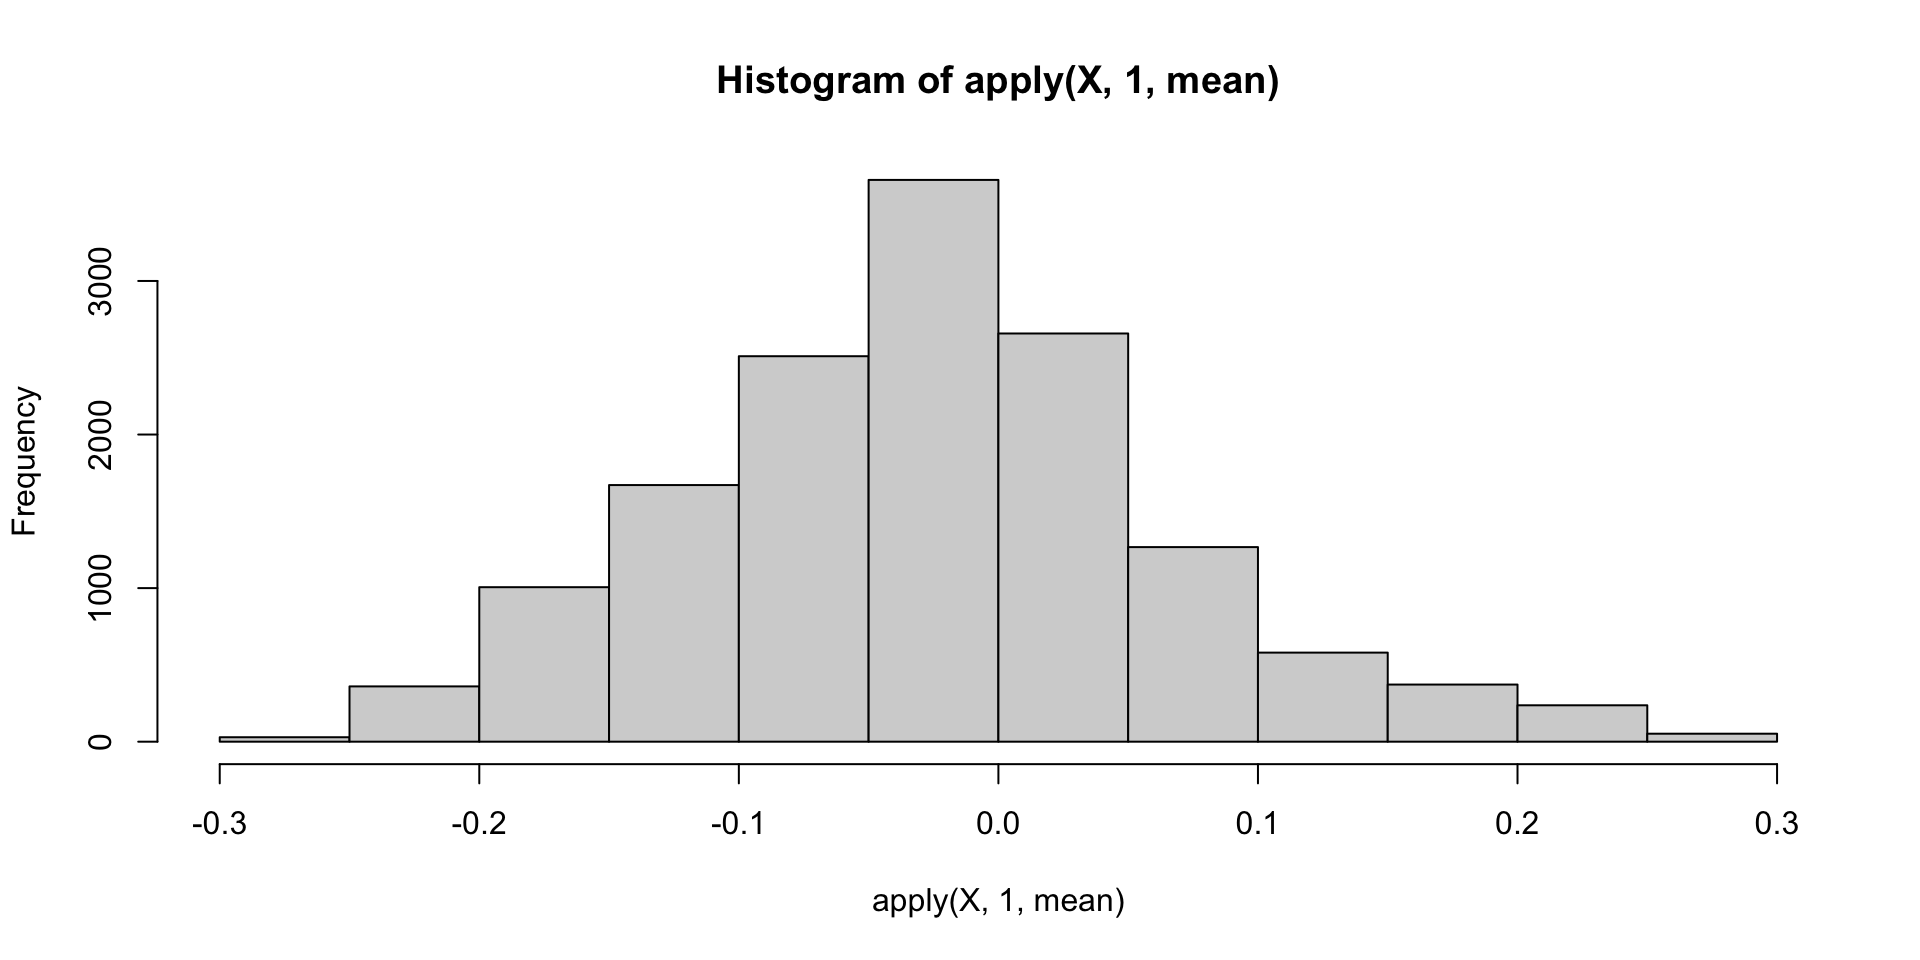 Histogram of apply(X, 1, mean)
Frequency
3000
2000
1000
0
-0.3 -0.2 -0.1 0.0 0.1 0.2 0.3
apply(X, 1, mean)